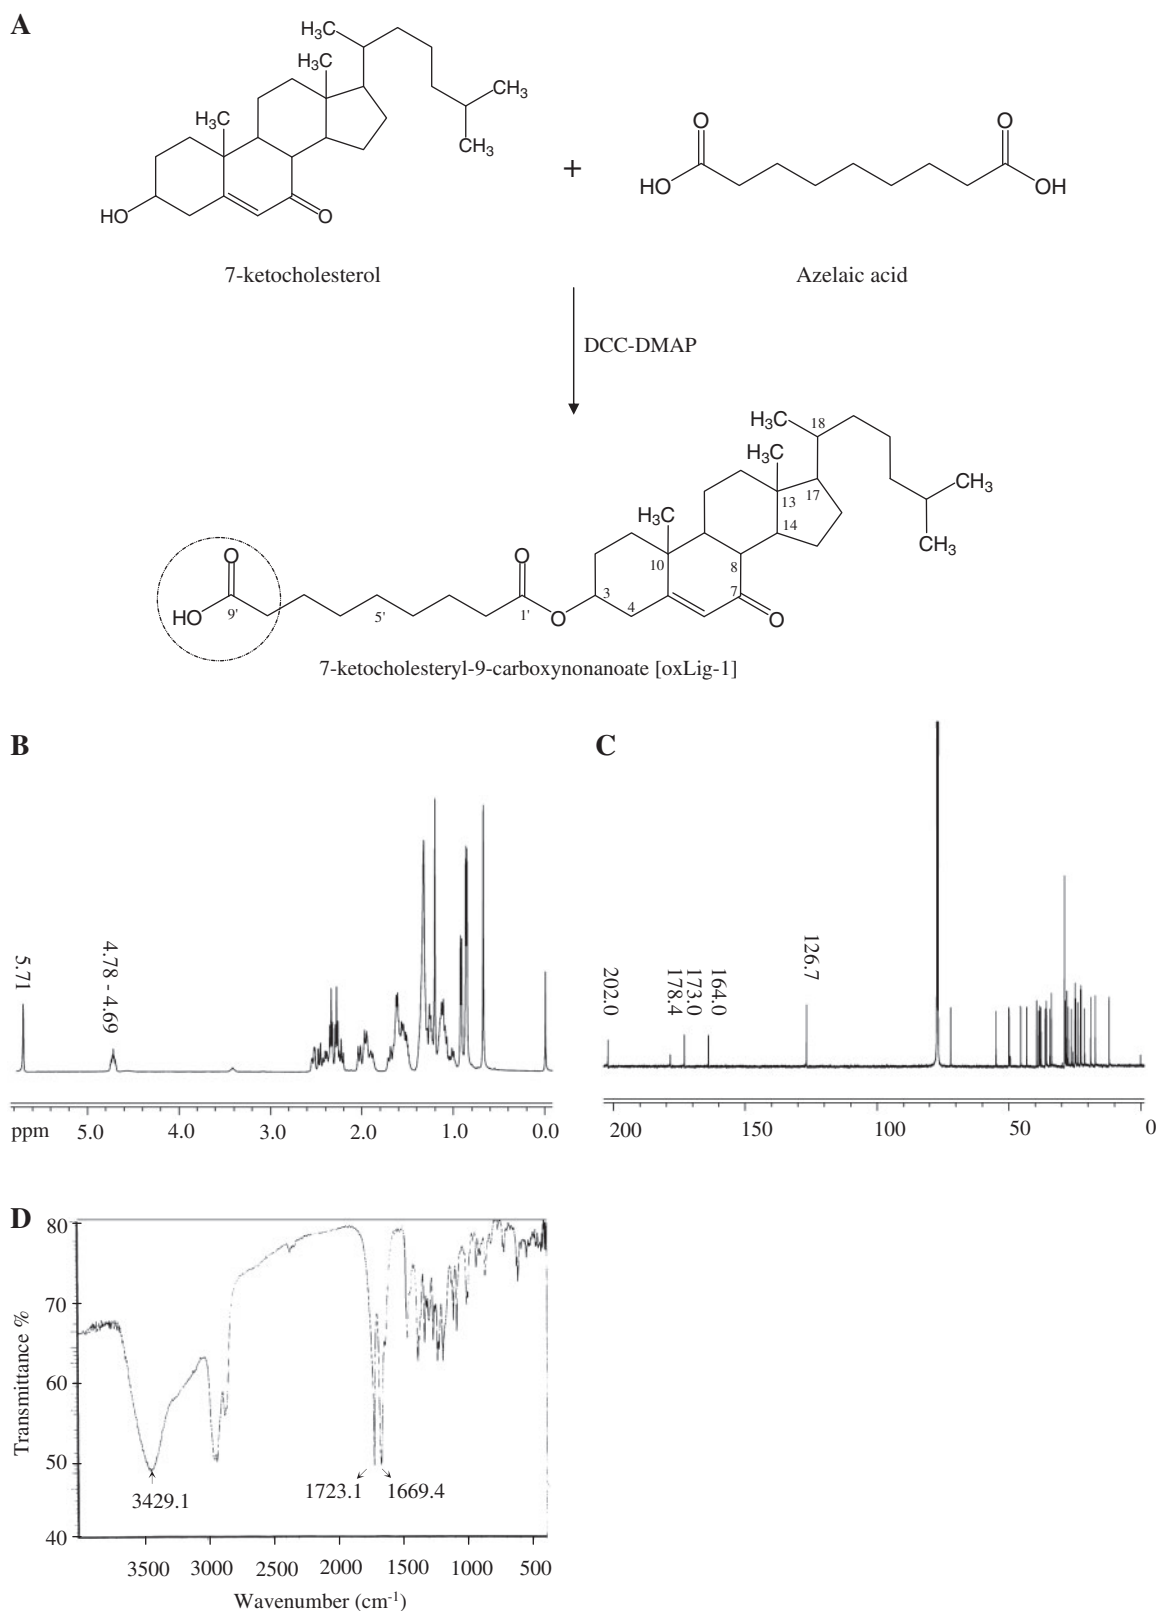 A
H₃C
H₃C
CH₃
H₃C
CH₃
O
O
+
HO
OH
HO
O
7-ketocholesterol
Azelaic acid
DCC-DMAP
H₃C
18
H₃C
CH₃
13
17
H₃C
14
CH₃
O
O
10
8
HO
9'
5'
1'
O
3
4
7
O
7-ketocholesteryl-9-carboxynonanoate [oxLig-1]
B
C
5.71
4.78 - 4.69
202.0
178.4
173.0
164.0
126.7
ppm 5.0 4.0 3.0 2.0 1.0 0.0
200 150 100 50 0
D
80
70
60
50
40
Transmittance %
3429.1
1723.1
1669.4
3500 3000 2500 2000 1500 1000 500
Wavenumber (cm⁻¹)